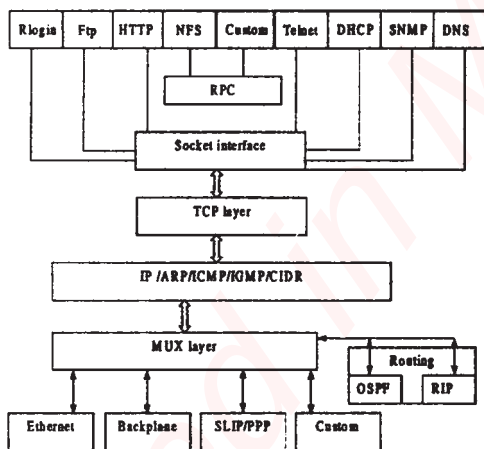 Rlogin Ftp HTTP NFS Custom Telnet DHCP SNMP DNS
RPC
Socket interface
TCP layer
IP /ARP/ICMP/IGMP/CIDR
MUX layer
Routing
OSPF RIP
Ethernet Backplane SLIP/PPP Custom